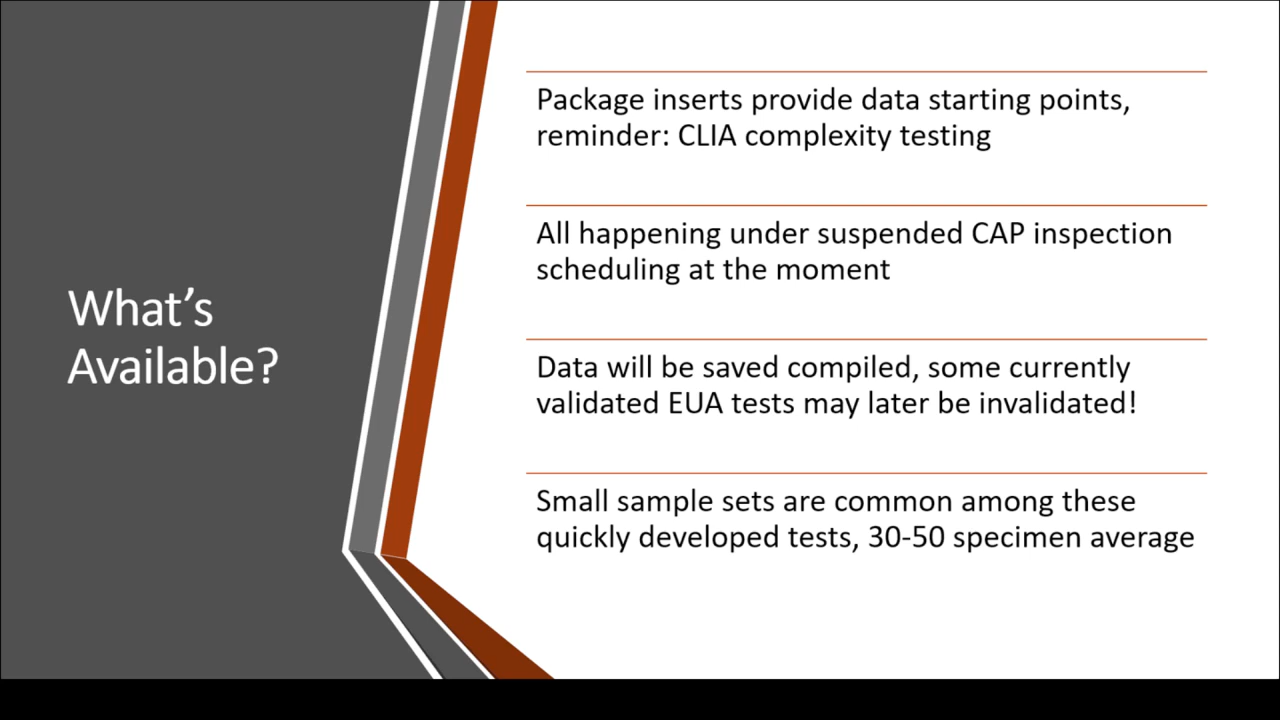 What's
Available?
Package inserts provide data starting points,
reminder: CLIA complexity testing
All happening under suspended CAP inspection
scheduling at the moment
Data will be saved compiled, some currently
validated EUA tests may later be invalidated!
Small sample sets are common among these
quickly developed tests, 30-50 specimen average